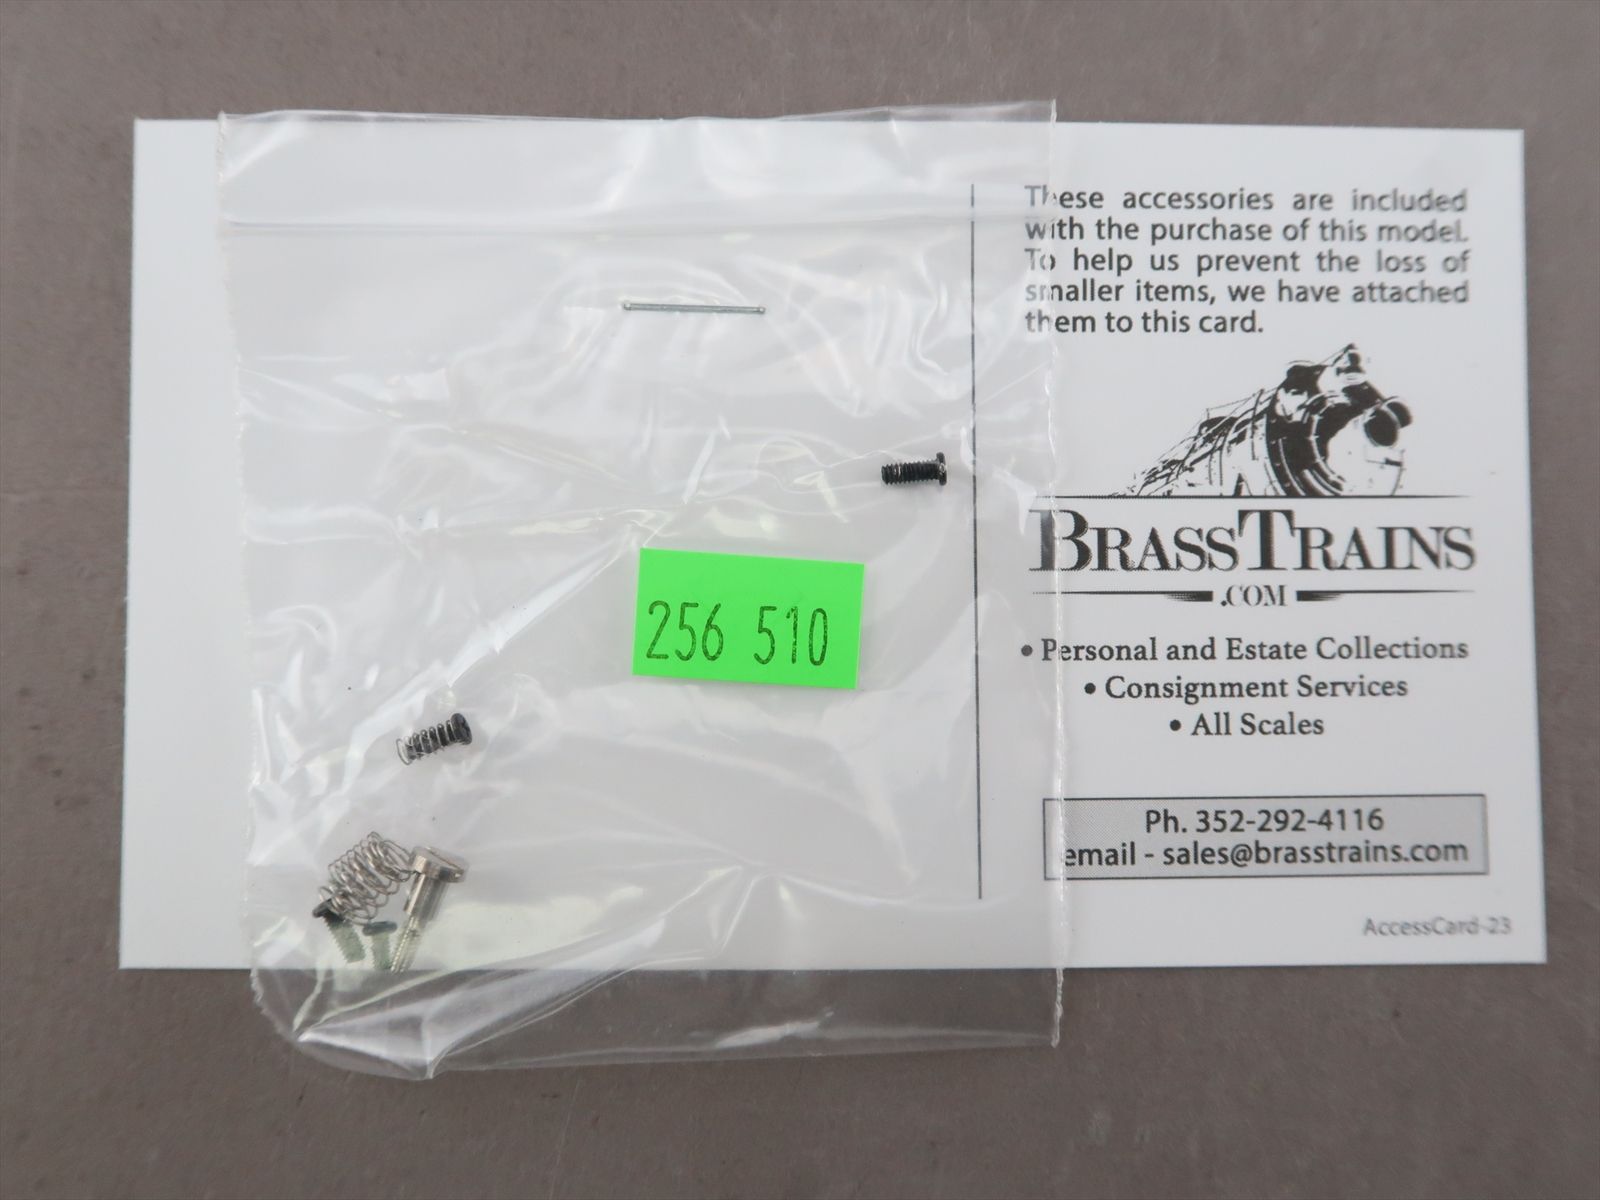 These accessories are included
with the purchase of this model.
To help us prevent the loss of
smaller items, we have attached
them to this card.
BRASSTRAINS
.COM
• Personal and Estate Collections
• Consignment Services
• All Scales
Ph. 352-292-4116
email - sales@brasstrains.com
AccessCard-23
256 510